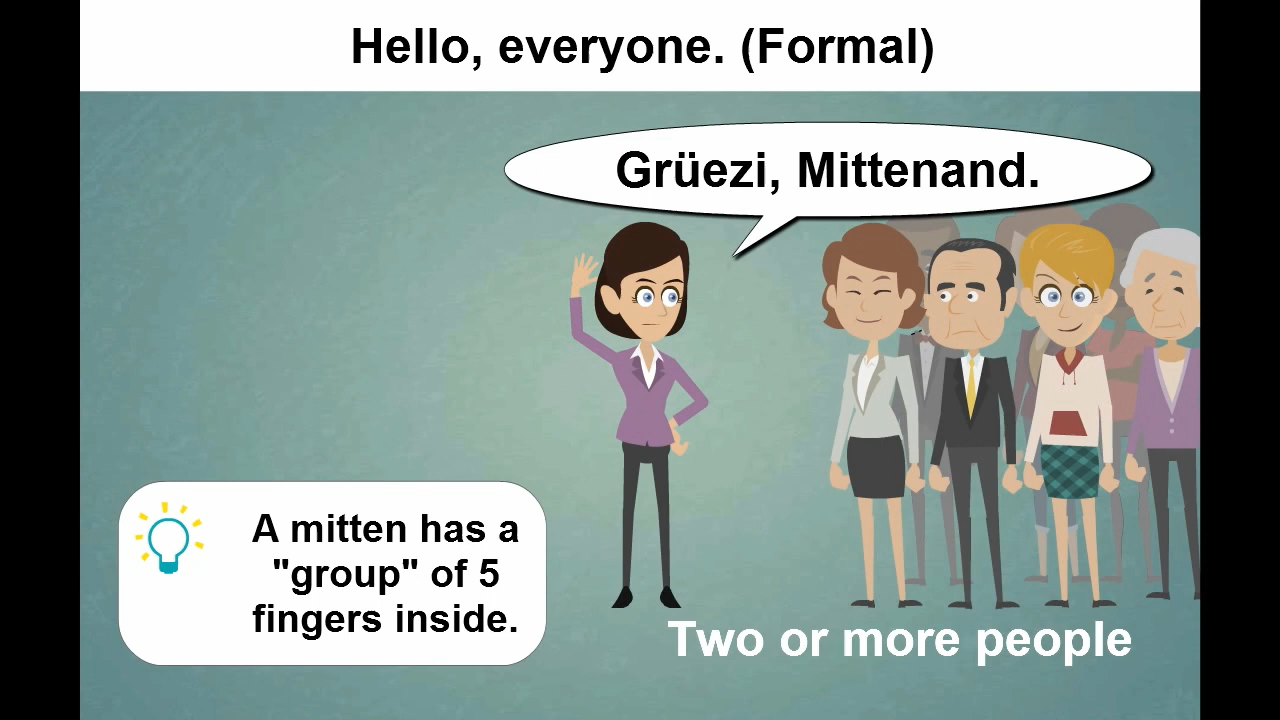 Hello, everyone. (Formal)
Grüezi, Mittenand.
A mitten has a
"group" of 5
fingers inside.
Two or more people